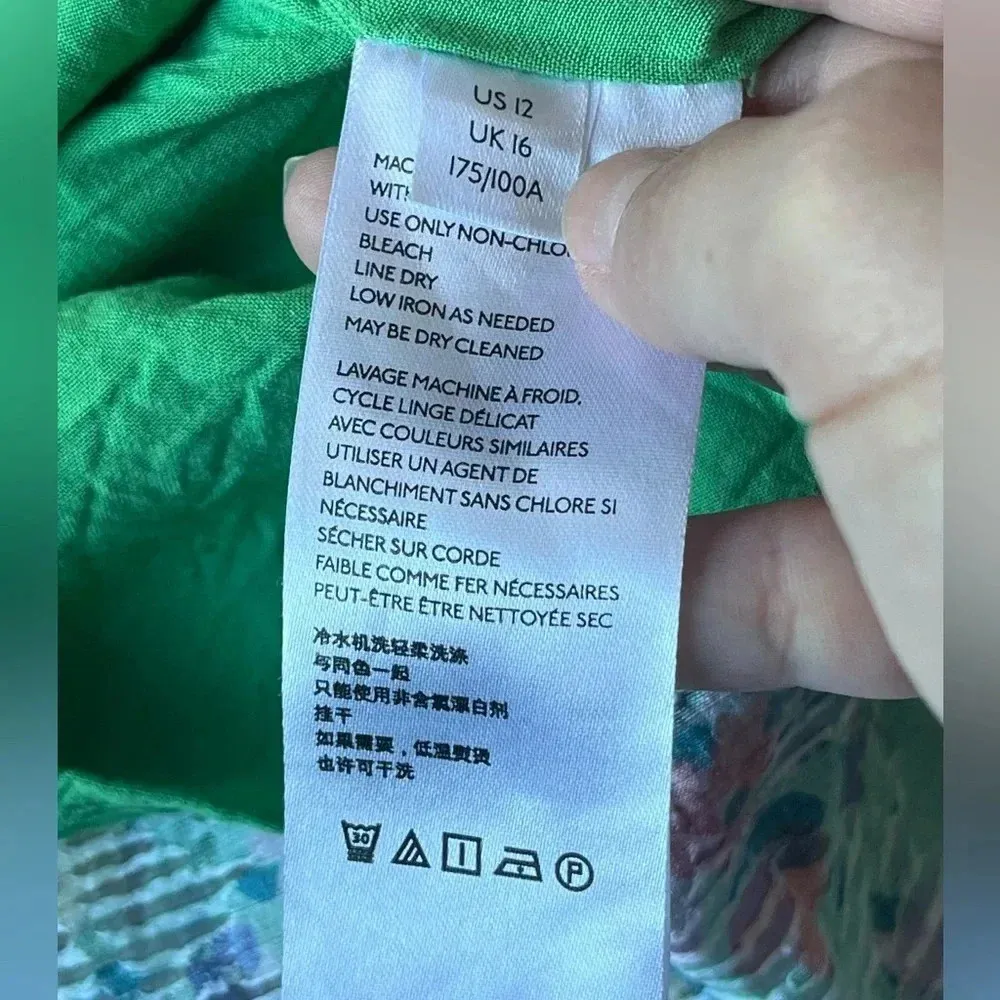 US 12
UK 16
175/100A
MAC
WITH
USE ONLY NON-CHLO
BLEACH
LINE DRY
LOW IRON AS NEEDED
MAY BE DRY CLEANED
LAVAGE MACHINE À FROID,
CYCLE LINGE DÉLICAT
AVEC COULEURS SIMILAIRES
UTILISER UN AGENT DE
BLANCHIMENT SANS CHLORE SI
NÉCESSAIRE
SÉCHER SUR CORDE
FAIBLE COMME FER NÉCESSAIRES
PEUT-ÊTRE ÊTRE NETTOYÉE SEC
冷水机洗轻柔洗涤
与同色一起
只能使用非含氯漂白剂
挂干
如果需要，低温熨烫
也许可干洗
30
P